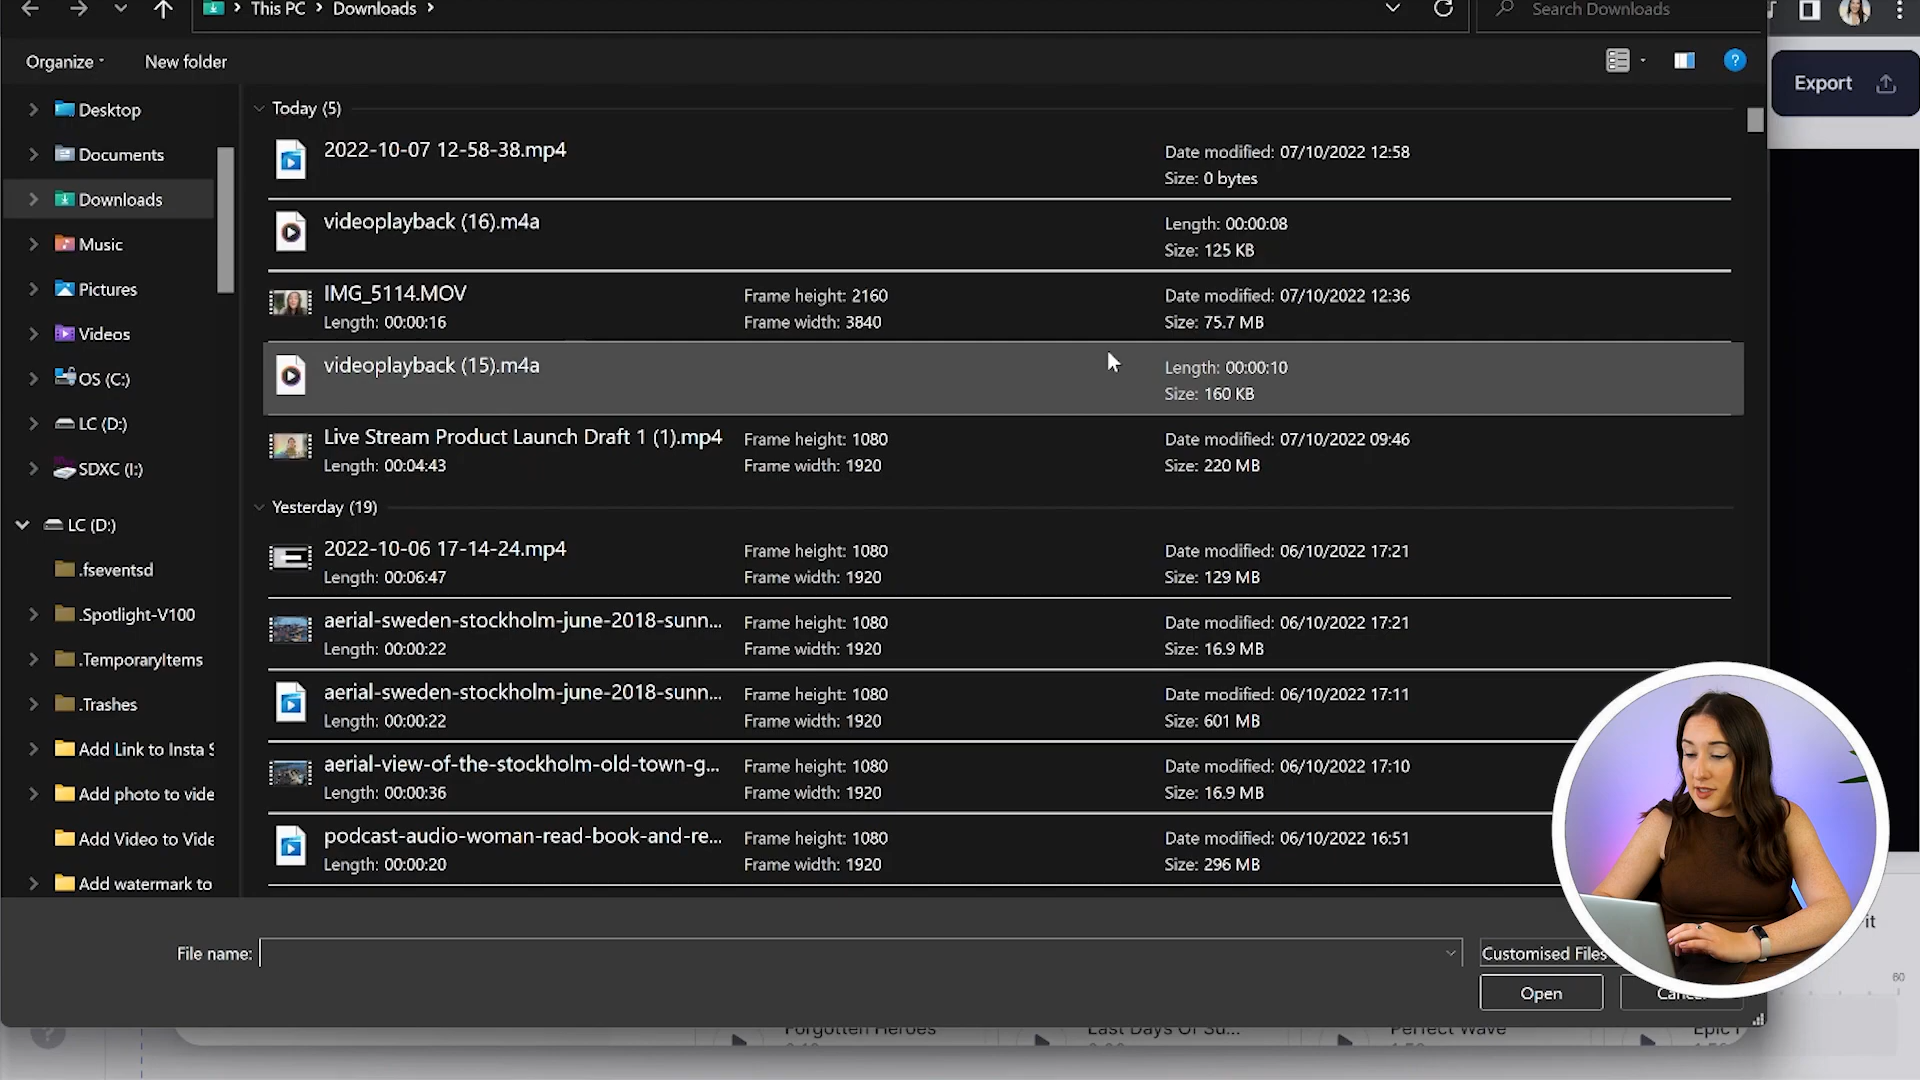 This PC > Downloads >
Search Downloads
Organize
New folder
Export
Desktop
Documents
Downloads
Music
Pictures
Videos
OS (C:)
LC (D:)
SDXC (I:)
LC (D:)
.fseventsd
.Spotlight-V100
.TemporaryItems
.Trashes
Add Link to Insta S
Add photo to vide
Add Video to Vide
Add watermark to
Today (5)
2022-10-07 12-58-38.mp4
Date modified: 07/10/2022 12:58
Size: 0 bytes
videoplayback (16).m4a
Length: 00:00:08
Size: 125 KB
IMG_5114.MOV
Length: 00:00:16
Frame height: 2160
Frame width: 3840
Date modified: 07/10/2022 12:36
Size: 75.7 MB
videoplayback (15).m4a
Length: 00:00:10
Size: 160 KB
Live Stream Product Launch Draft 1 (1).mp4
Length: 00:04:43
Frame height: 1080
Frame width: 1920
Date modified: 07/10/2022 09:46
Size: 220 MB
Yesterday (19)
2022-10-06 17-14-24.mp4
Length: 00:06:47
Frame height: 1080
Frame width: 1920
Date modified: 06/10/2022 17:21
Size: 129 MB
aerial-sweden-stockholm-june-2018-sunn...
Length: 00:00:22
Frame height: 1080
Frame width: 1920
Date modified: 06/10/2022 17:21
Size: 16.9 MB
aerial-sweden-stockholm-june-2018-sunn...
Length: 00:00:22
Frame height: 1080
Frame width: 1920
Date modified: 06/10/2022 17:11
Size: 601 MB
aerial-view-of-the-stockholm-old-town-g...
Length: 00:00:36
Frame height: 1080
Frame width: 1920
Date modified: 06/10/2022 17:10
Size: 16.9 MB
podcast-audio-woman-read-book-and-re...
Length: 00:00:20
Frame height: 1080
Frame width: 1920
Date modified: 06/10/2022 16:51
Size: 296 MB
File name:
Customised Files
Open
Cancel
it
60
Forgotten Heroes
Last Days Of Su...
Perfect Wave
Epic